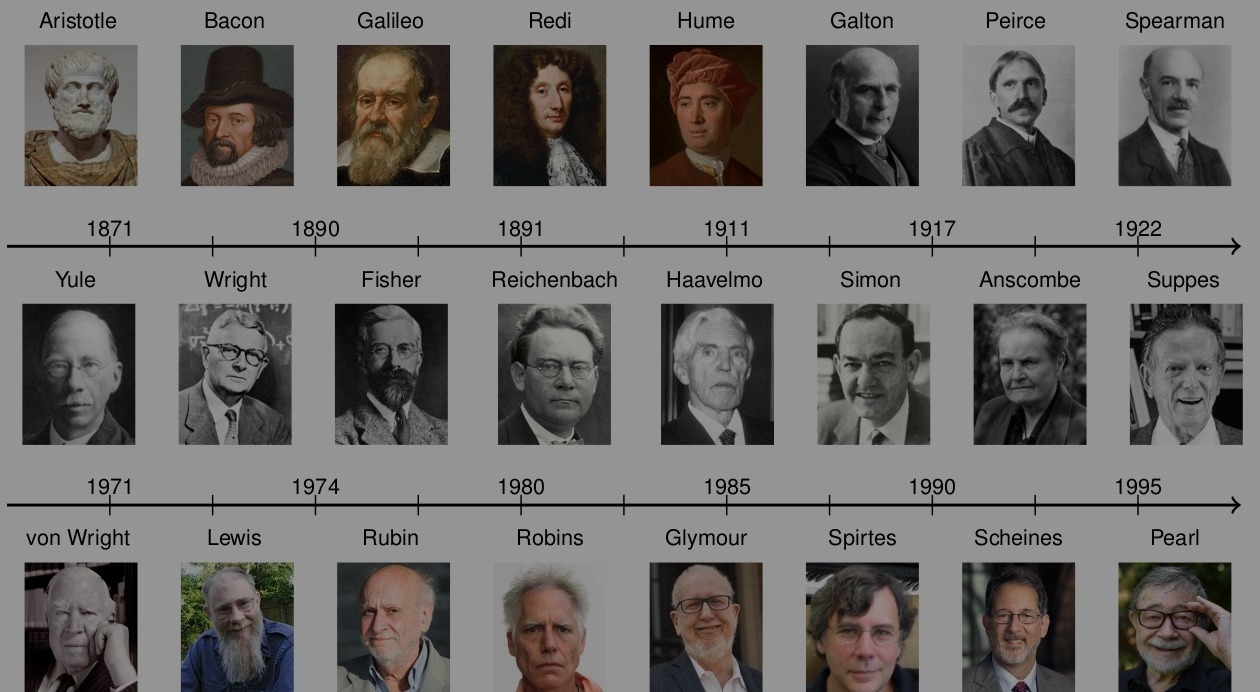 Aristotle Bacon Galileo Redi Hume Galton Peirce Spearman
1871 1890 1891 1911 1917 1922
Yule Wright Fisher Reichenbach Haavelmo Simon Anscombe Suppes
1971 1974 1980 1985 1990 1995
von Wright Lewis Rubin Robins Glymour Spirtes Scheines Pearl